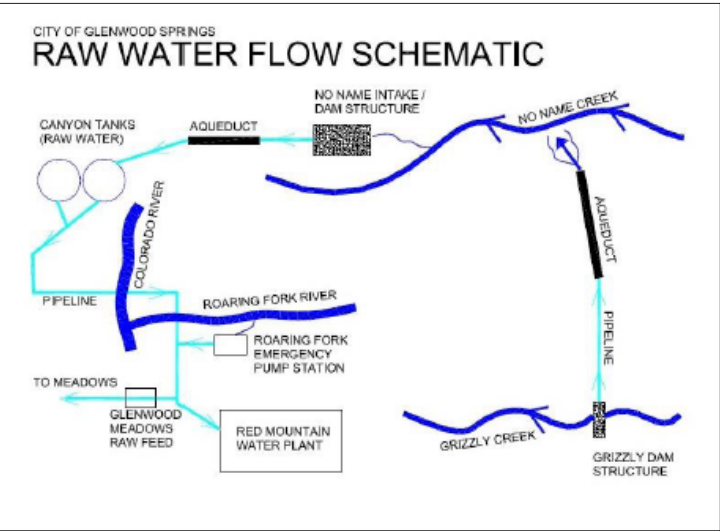 CITY OF GLENWOOD SPRINGS
RAW WATER FLOW SCHEMATIC
NO NAME INTAKE /
DAM STRUCTURE
NO NAME CREEK
CANYON TANKS
(RAW WATER)
AQUEDUCT
COLORADO RIVER
AQUEDUCT
PIPELINE
ROARING FORK RIVER
PIPELINE
ROARING FORK
EMERGENCY
PUMP STATION
TO MEADOWS
GLENWOOD
MEADOWS
RAW FEED
RED MOUNTAIN
WATER PLANT
GRIZZLY CREEK
GRIZZLY DAM
STRUCTURE